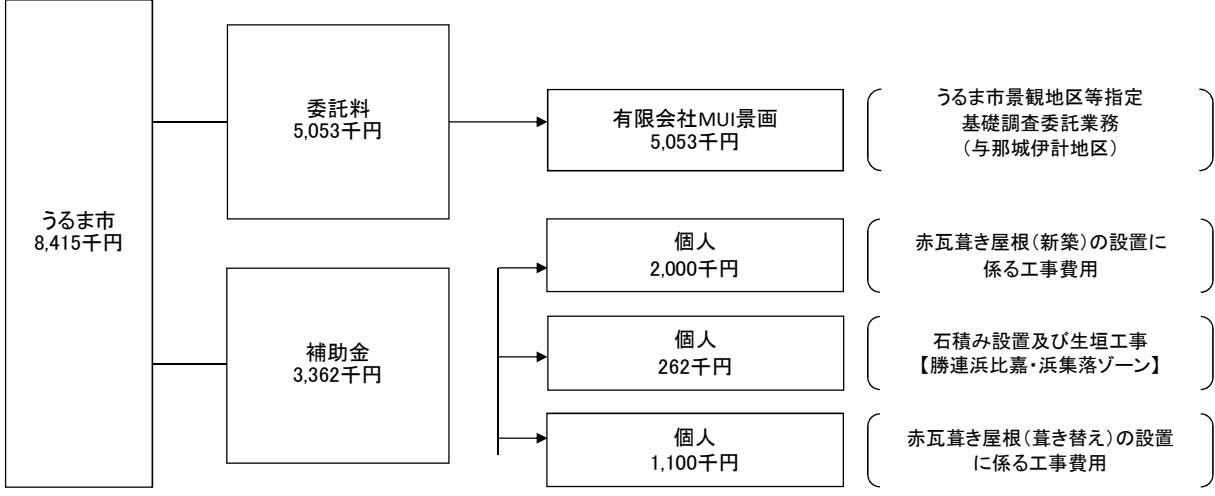 うるま市
8,415千円
委託料
5,053千円
有限会社MUI景画
5,053千円
うるま市景観地区等指定
基礎調査委託業務
(与那城伊計地区)
補助金
3,362千円
個人
2,000千円
赤瓦葺き屋根(新築)の設置に
係る工事費用
個人
262千円
石積み設置及び生垣工事
【勝連浜比嘉・浜集落ゾーン】
個人
1,100千円
赤瓦葺き屋根(葺き替え)の設置
に係る工事費用